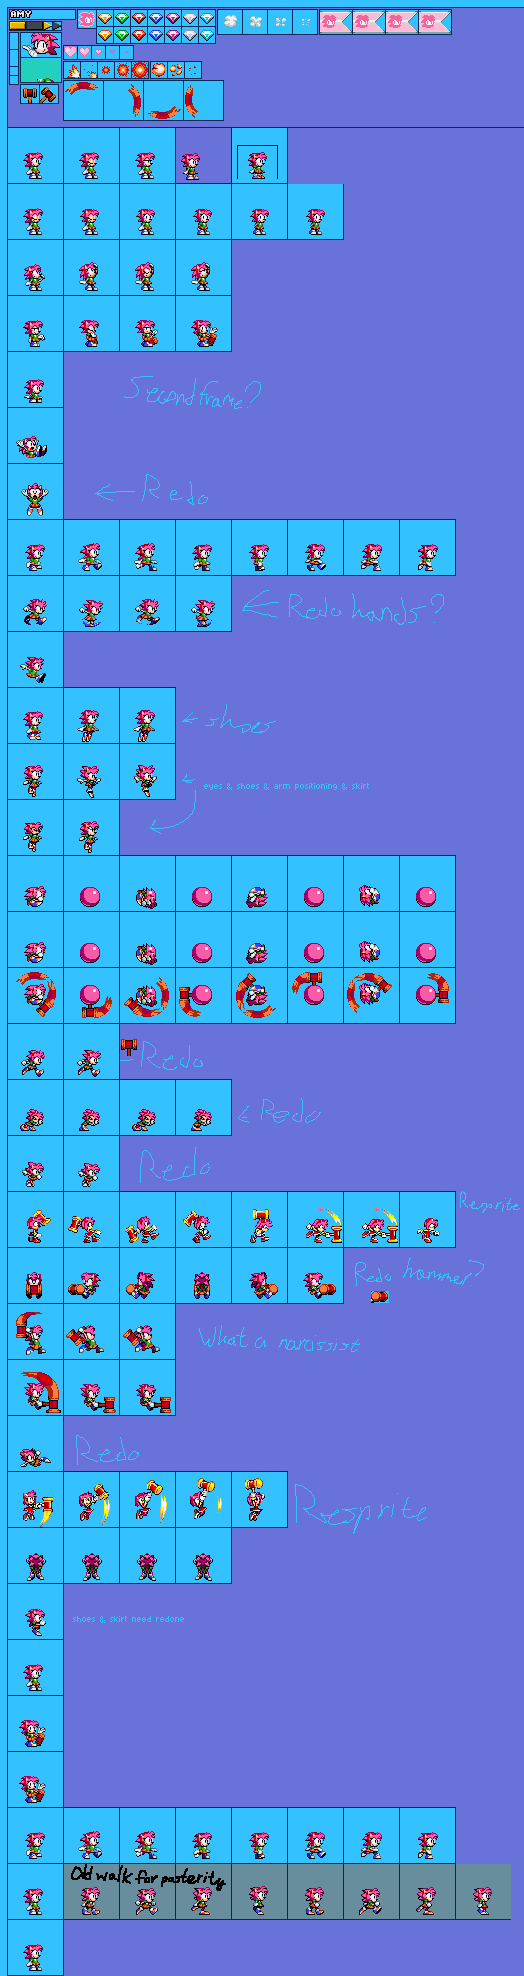 AMY
Second frame?
Redo
Redo hands?
shoes
eyes & shoes & arm positioning & skirt
Redo
Redo
Redo
Resprite
Redo hammer?
What a narcissist
Redo
Resprite
shoes & skirt need redone
Old walk for posterity